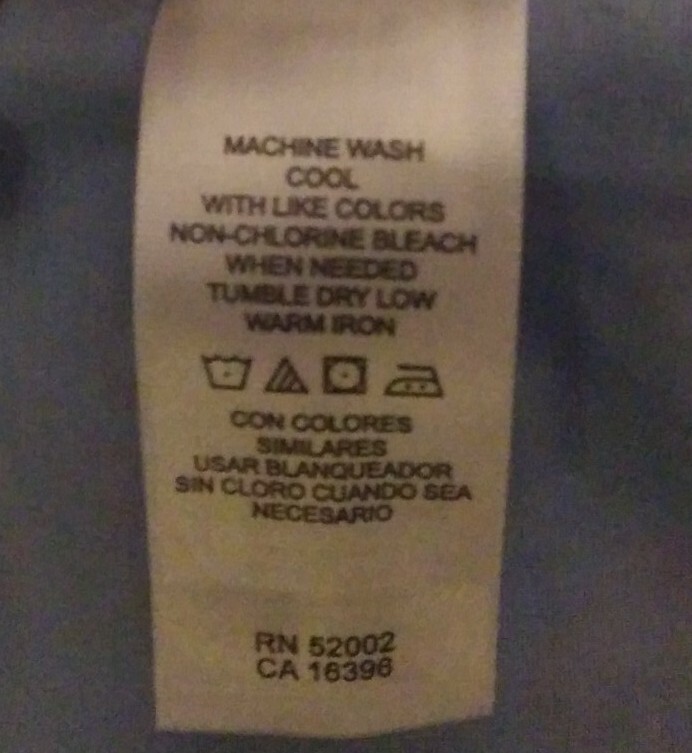 MACHINE WASH
COOL
WITH LIKE COLORS
NON-CHLORINE BLEACH
WHEN NEEDED
TUMBLE DRY LOW
WARM IRON
CON COLORES
SIMILARES
USAR BLANQUEADOR
SIN CLORO CUANDO SEA
NECESARIO
RN 52002
CA 16396